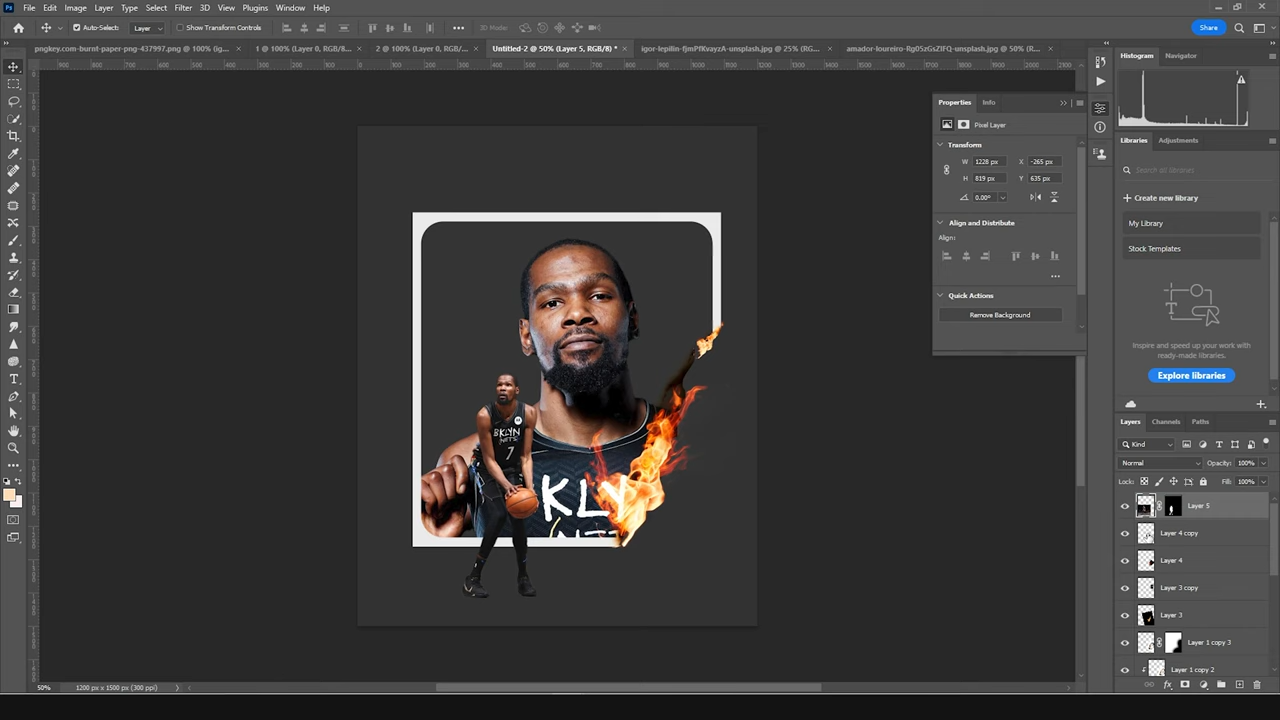 Ps File Edit Image Layer Type Select Filter 3D View Plugins Window Help
Auto-Select: Layer Show Transform Controls 3D Mode: Share
pngkey.com-burnt-paper-png-437997.png @ 100% 1 @ 100% (Layer 0, RGB/8... 2 @ 100% (Layer 0, RGB/8... Untitled-2 @ 50% (Layer 5, RGB/8) * igor-lepilin-fjmPfKvayzA-unsplash.jpg @ 25% (RG... amador-loureiro-Rg05zGsZIFQ-unsplash.jpg @ 50%
Histogram Navigator
Properties Info
Pixel Layer
Transform
W 1228 px X -265 px
H 819 px Y 635 px
0.00°
Align and Distribute
Align:
Quick Actions
Remove Background
Libraries Adjustments
Search all libraries
Create new library
My Library
Stock Templates
Inspire and speed up your work with
ready-made libraries.
Explore libraries
BKLYN
NETS
7
KLY
NETS
Layers Channels Paths
Kind
Normal Opacity: 100%
Lock: Fill: 100%
Layer 5
Layer 4 copy
Layer 4
Layer 3 copy
Layer 3
Layer 1 copy 3
Layer 1 copy 2
50% 1200 px x 1500 px (300 ppi)